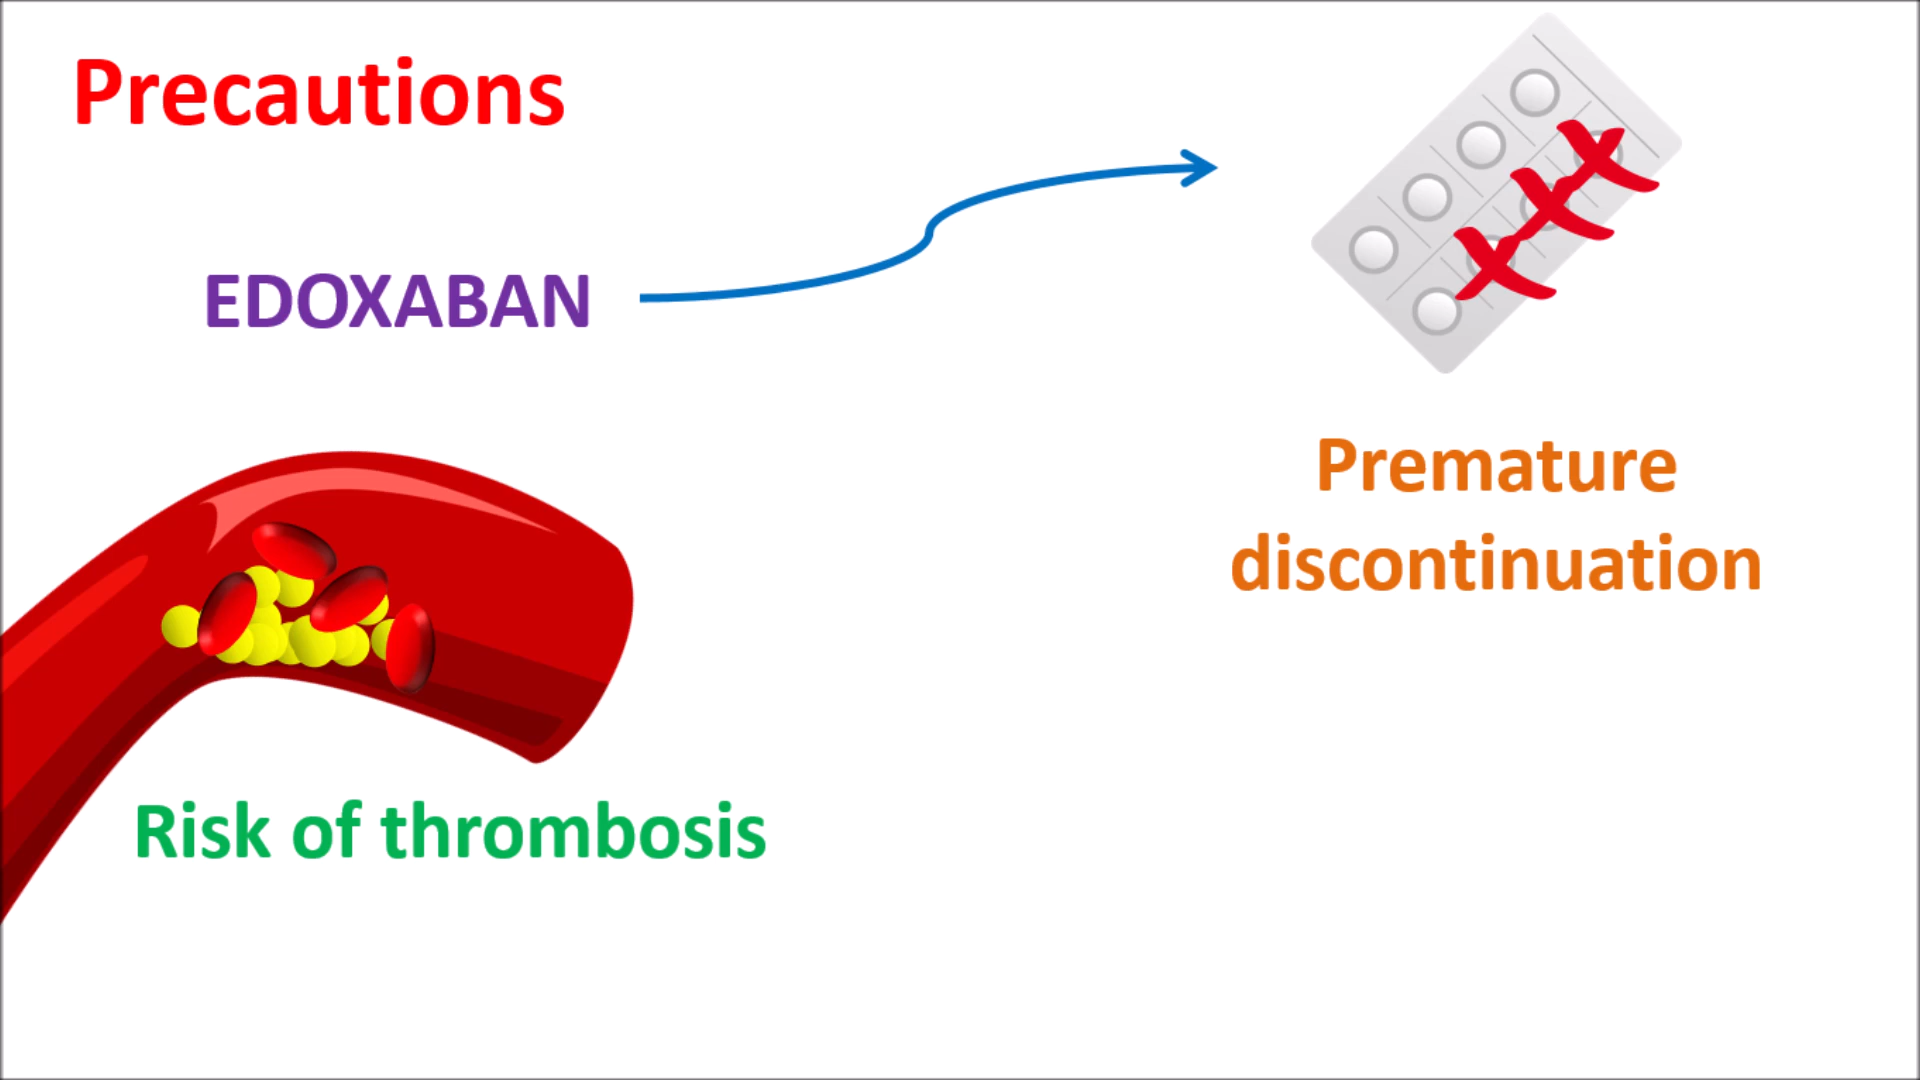 Precautions
EDOXABAN
Premature
discontinuation
Risk of thrombosis